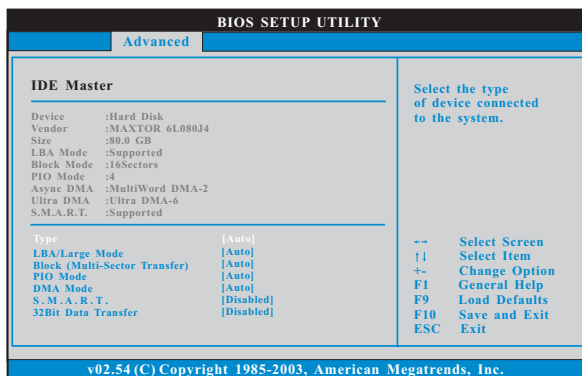 BIOS SETUP UTILITY
Advanced
IDE Master
Device :Hard Disk
Vendor :MAXTOR 6L080J4
Size :80.0 GB
LBA Mode :Supported
Block Mode :16Sectors
PIO Mode :4
Async DMA :MultiWord DMA-2
Ultra DMA :Ultra DMA-6
S.M.A.R.T. :Supported
Type [Auto]
LBA/Large Mode [Auto]
Block (Multi-Sector Transfer) [Auto]
PIO Mode [Auto]
DMA Mode [Auto]
S.M.A.R.T. [Disabled]
32Bit Data Transfer [Disabled]
Select the type
of device connected
to the system.
←→ Select Screen
↑↓ Select Item
+- Change Option
F1 General Help
F9 Load Defaults
F10 Save and Exit
ESC Exit
v02.54 (C) Copyright 1985-2003, American Megatrends, Inc.